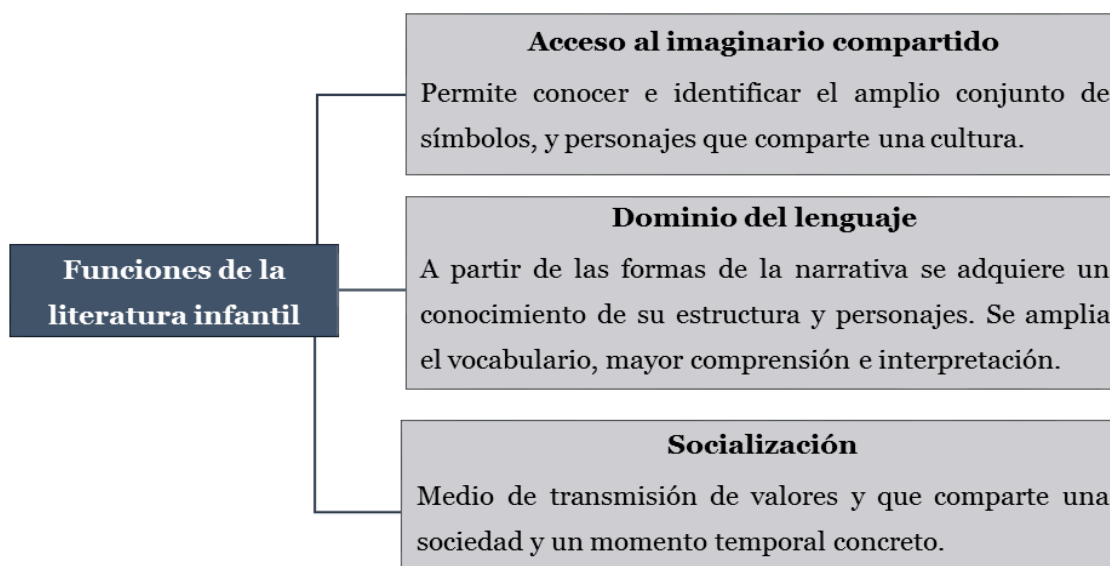 Acceso al imaginario compartido
Permite conocer e identificar el amplio conjunto de
símbolos, y personajes que comparte una cultura.
Funciones de la
literatura infantil
Dominio del lenguaje
A partir de las formas de la narrativa se adquiere un
conocimiento de su estructura y personajes. Se amplia
el vocabulario, mayor comprensión e interpretación.
Socialización
Medio de transmisión de valores y que comparte una
sociedad y un momento temporal concreto.